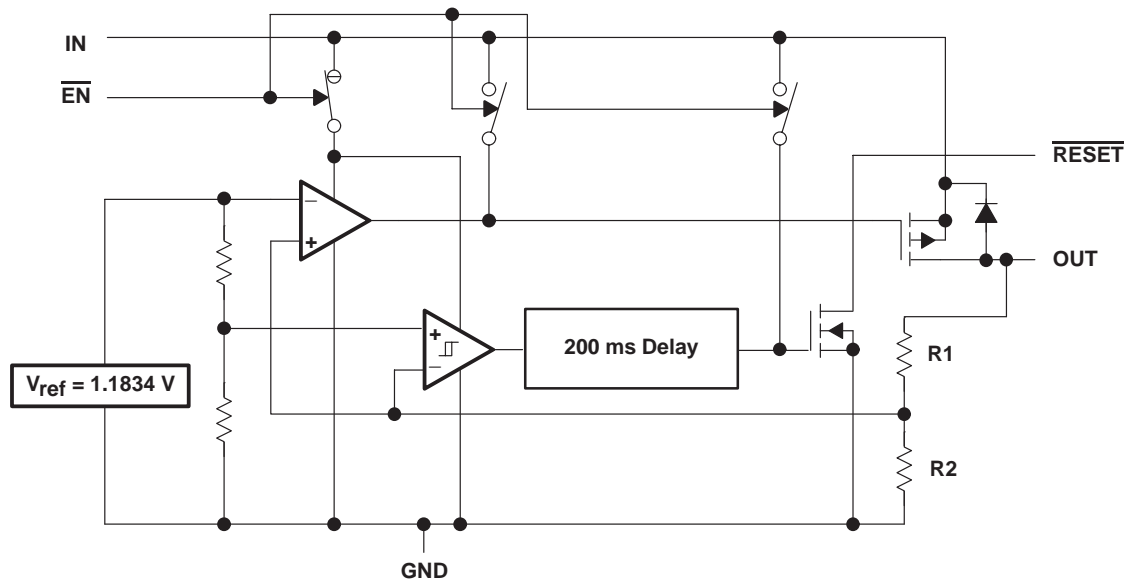 IN
EN
RESET
−
+
OUT
+
−
200 ms Delay
R1
Vref = 1.1834 V
R2
GND